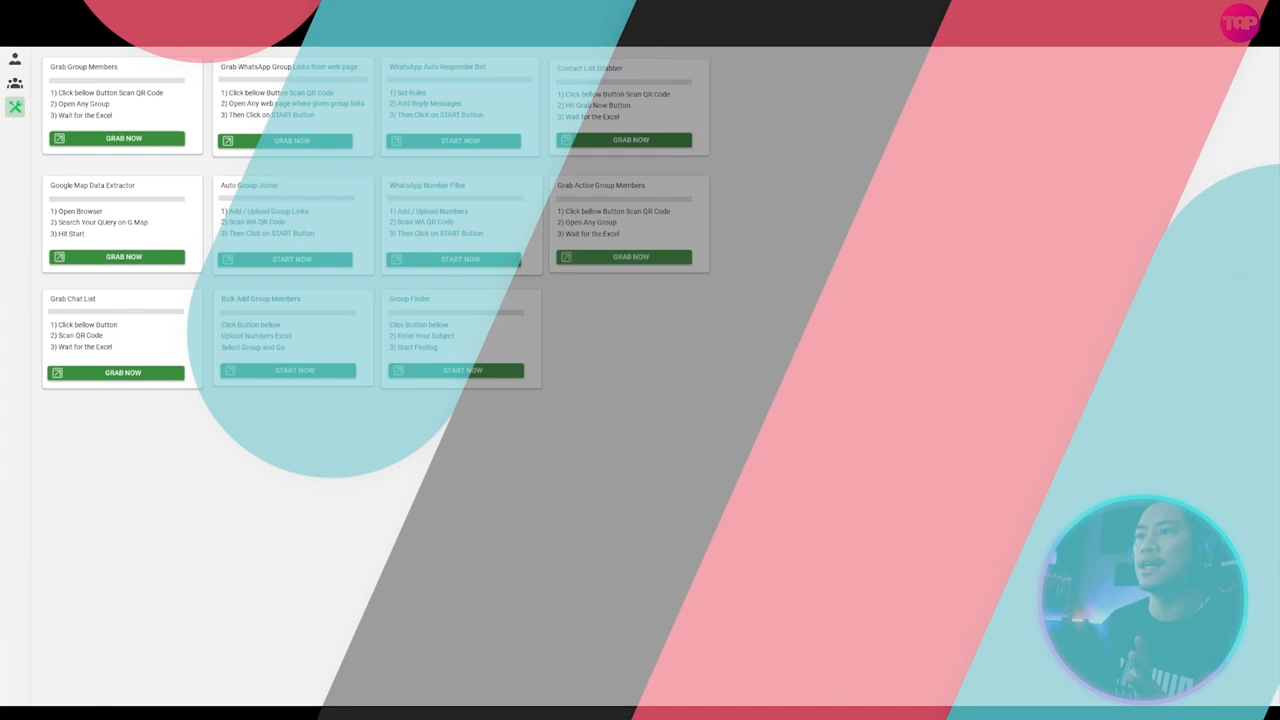 TAP
Grab Group Members
1) Click bellow Button Scan QR Code
2) Open Any Group
3) Wait for the Excel
GRAB NOW
Grab WhatsApp Group Links from web page
1) Click bellow Button Scan QR Code
2) Open Any web page where given group links
3) Then Click on START Button
GRAB NOW
WhatsApp Auto Responder Bot
1) Set Rules
2) Add Reply Messages
3) Then Click on START Button
START NOW
Contact List Grabber
1) Click bellow Button Scan QR Code
2) Hit Grab Now Button
3) Wait for the Excel
GRAB NOW
Google Map Data Extractor
1) Open Browser
2) Search Your QUery on G Map
3) Hit Start
GRAB NOW
Auto Group Joiner
1) Add / Upload Group Links
2) Scan WA QR Code
3) Then Click on START Button
START NOW
WhatsApp Number Filter
1) Add / Upload Numbers
2) Scan WA QR Code
3) Then Click on START Button
START NOW
Grab Active Group Members
1) Click bellow Button Scan QR Code
2) Open Any Group
3) Wait for the Excel
GRAB NOW
Grab Chat List
1) Click bellow Button
2) Scan QR Code
3) Wait for the Excel
GRAB NOW
Bulk Add Group Members
Click Button bellow
Upload Numbers Excel
Select Group and Go
START NOW
Group Finder
Click Button bellow
2) Enter Your Subject
3) Start Finding
START NOW